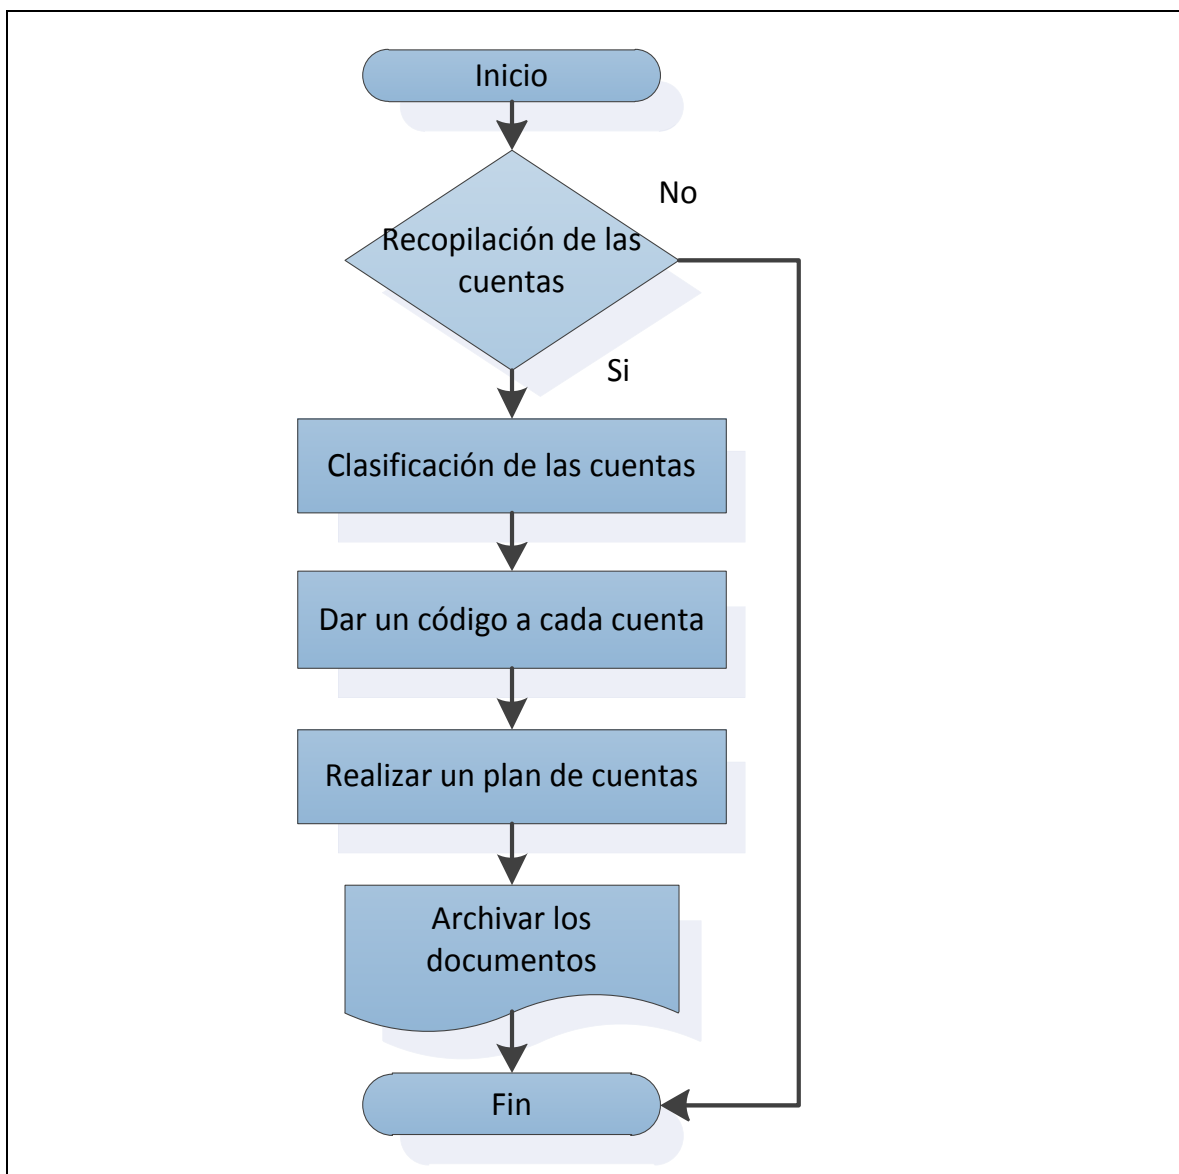 Inicio
No
Recopilación de las
cuentas
Si
Clasificación de las cuentas
Dar un código a cada cuenta
Realizar un plan de cuentas
Archivar los
documentos
Fin